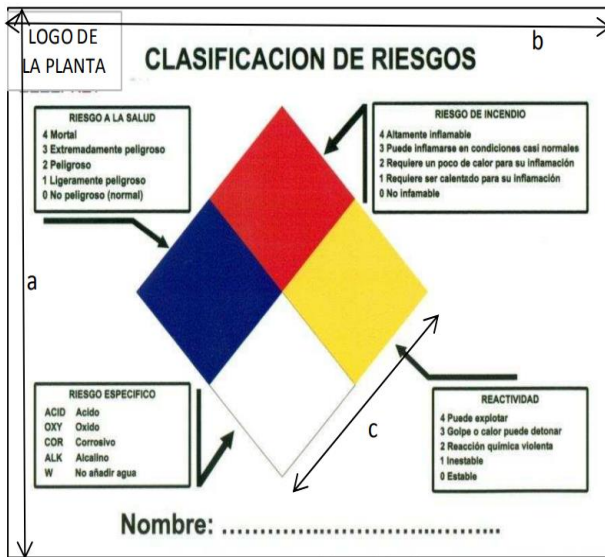 LOGO DE
LA PLANTA
CLASIFICACION DE RIESGOS
b
RIESGO A LA SALUD
4 Mortal
3 Extremadamente peligroso
2 Peligroso
1 Ligeramente peligroso
0 No peligroso (normal)
RIESGO DE INCENDIO
4 Altamente inflamable
3 Puede inflamarse en condiciones casi normales
2 Requiere un poco de calor para su inflamación
1 Requiere ser calentado para su inflamación
0 No infamable
a
RIESGO ESPECIFICO
ACID Acido
OXY Oxido
COR Corrosivo
ALK Alcalino
W No añadir agua
c
REACTIVIDAD
4 Puede explotar
3 Golpe o calor puede detonar
2 Reacción química violenta
1 Inestable
0 Estable
Nombre: ................................................